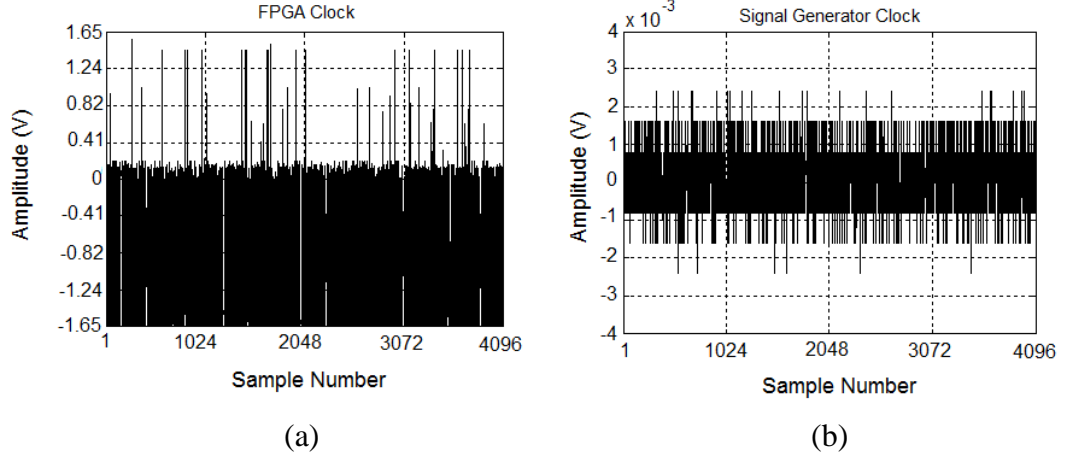 FPGA Clock
1.65
1.24
0.82
0.41
0
-0.41
-0.82
-1.24
-1.65
Amplitude (V)
1 1024 2048 3072 4096
Sample Number
(a)
Signal Generator Clock
4 x 10-3
3
2
1
0
-1
-2
-3
-4
Amplitude (V)
1 1024 2048 3072 4096
Sample Number
(b)